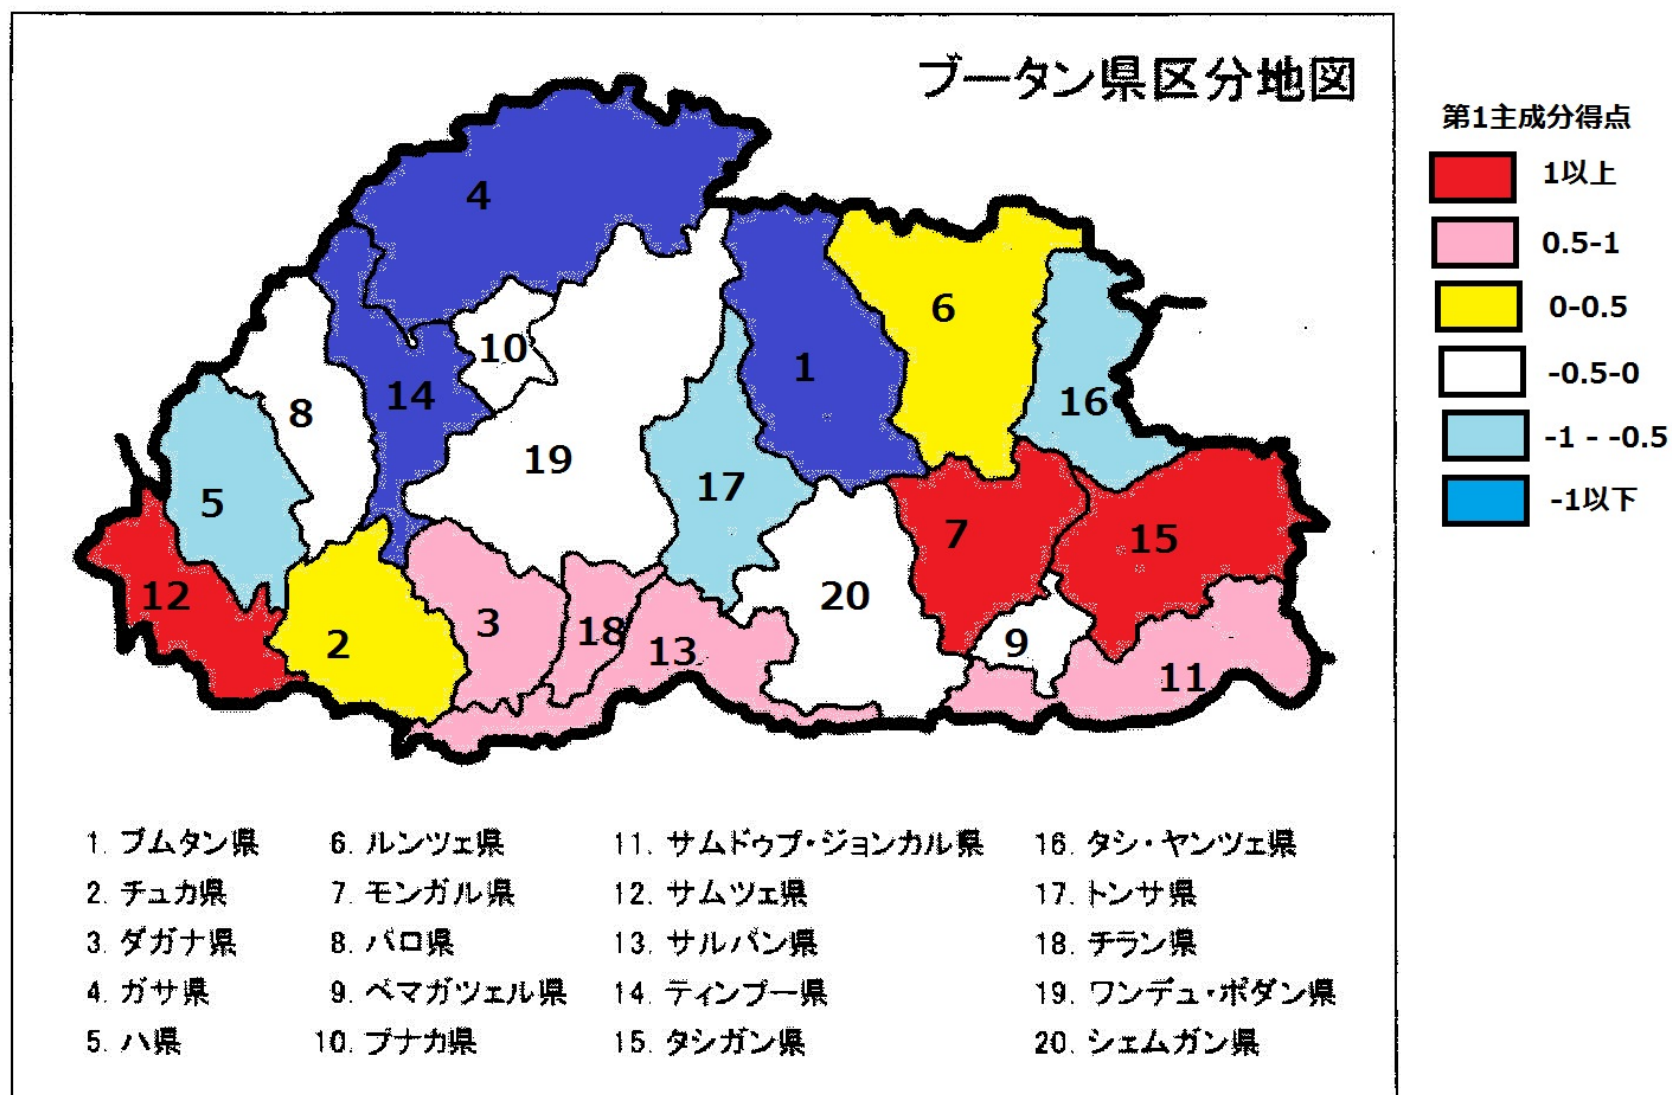 ブータン県区分地図
第1主成分得点
1以上
0.5-1
0-0.5
-0.5-0
-1 - -0.5
-1以下
4
6
10
1
14
16
8
19
17
5
7
15
12
20
3
18
2
13
9
11
1. ブムタン県
2. チュカ県
3. ダガナ県
4. ガサ県
5. ハ県
6. ルンツェ県
7. モンガル県
8. パロ県
9. ペマガツェル県
10. プナカ県
11. サムドゥプ・ジョンカル県
12. サムツェ県
13. サルパン県
14. ティンプー県
15. タシガン県
16. タシ・ヤンツェ県
17. トンサ県
18. チラン県
19. ワンデュ・ポダン県
20. シェムガン県